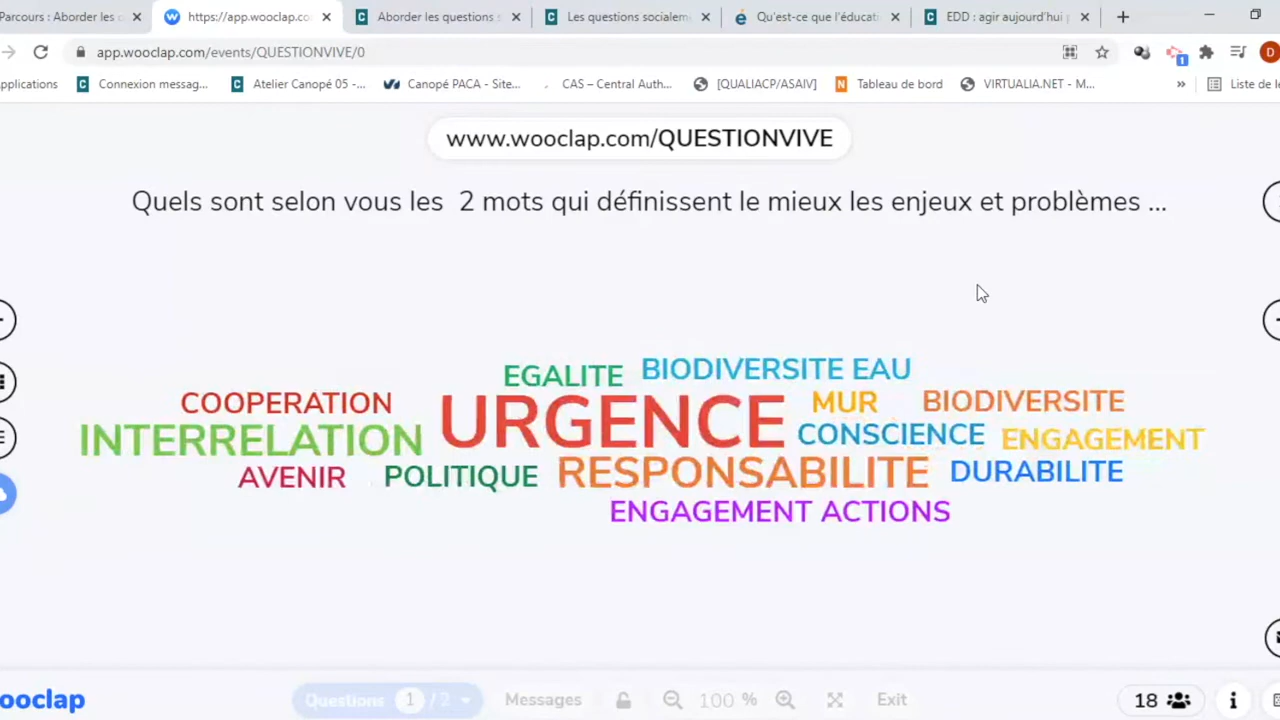 Parcours : Aborder les q
https://app.wooclap.co
Aborder les questions s
Les questions socialem
Qu'est-ce que l'éducati
EDD : agir aujourd'hui p
app.wooclap.com/events/QUESTIONVIVE/0
D
1
pplications
Connexion messag...
Atelier Canopé 05 -...
Canopé PACA - Site...
CAS – Central Auth...
[QUALIACP/ASAIV]
Tableau de bord
VIRTUALIA.NET - M...
»
Liste de le
www.wooclap.com/QUESTIONVIVE
Quels sont selon vous les 2 mots qui définissent le mieux les enjeux et problèmes ...
EGALITE BIODIVERSITE EAU
COOPERATION URGENCE MUR BIODIVERSITE
INTERRELATION CONSCIENCE ENGAGEMENT
AVENIR POLITIQUE RESPONSABILITE DURABILITE
ENGAGEMENT ACTIONS
ooclap
Questions 1 / 2
Messages
100 %
Exit
18
i